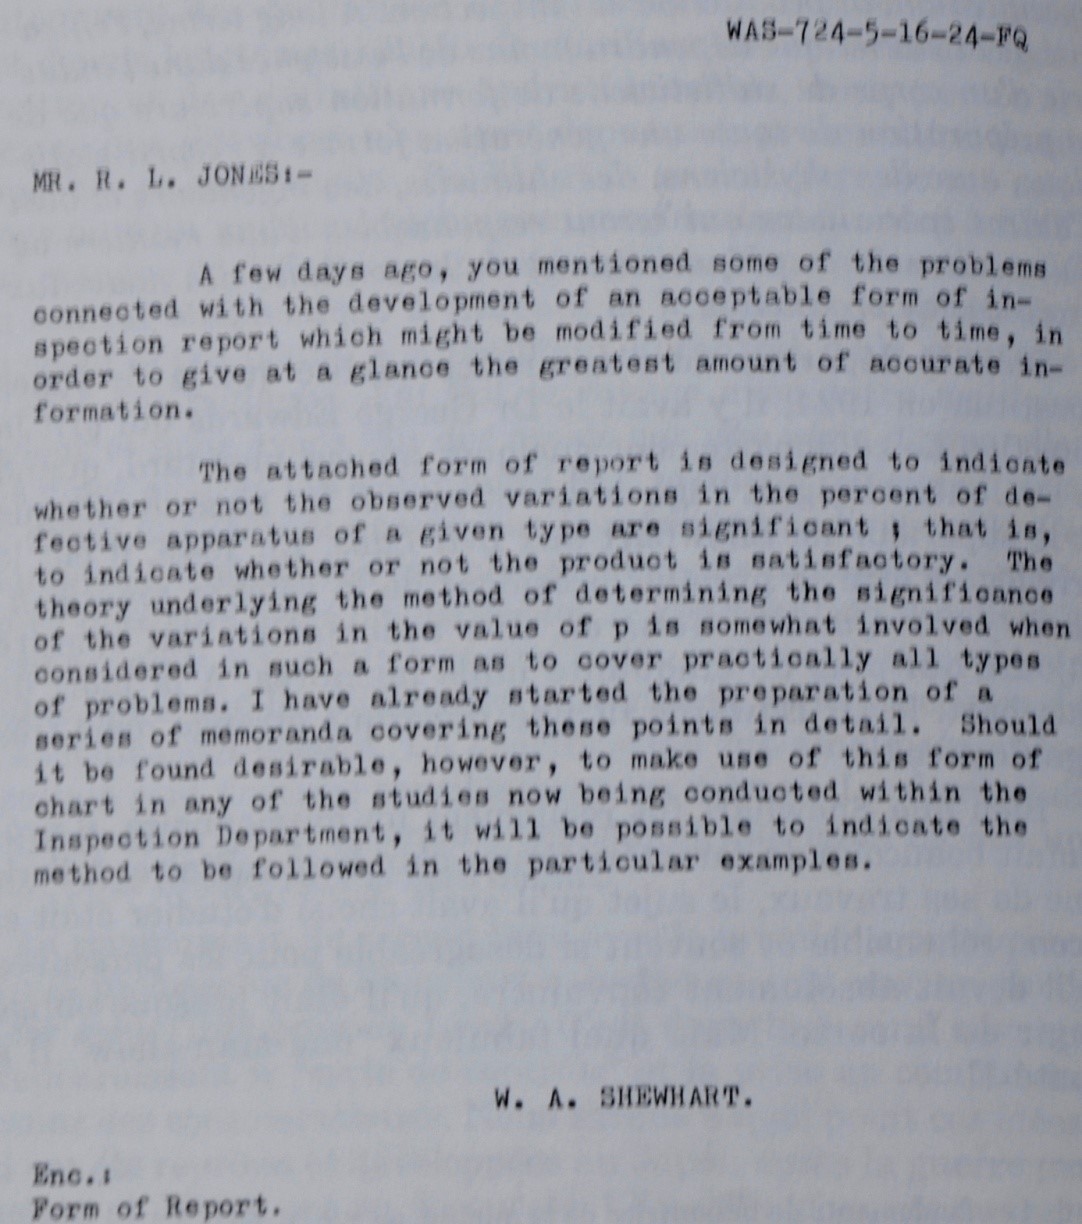 WAS-724-5-16-24-FQ
MR. R. L. JONES:-
A few days ago, you mentioned some of the problems
connected with the development of an acceptable form of in-
spection report which might be modified from time to time, in
order to give at a glance the greatest amount of accurate in-
formation.
The attached form of report is designed to indicate
whether or not the observed variations in the percent of de-
fective apparatus of a given type are significant ; that is,
to indicate whether or not the product is satisfactory. The
theory underlying the method of determining the significance
of the variations in the value of p is somewhat involved when
considered in such a form as to cover practically all types
of problems. I have already started the preparation of a
series of memoranda covering these points in detail. Should
it be found desirable, however, to make use of this form of
chart in any of the studies now being conducted within the
Inspection Department, it will be possible to indicate the
method to be followed in the particular examples.
W. A. SHEWHART.
Enc.:
Form of Report.